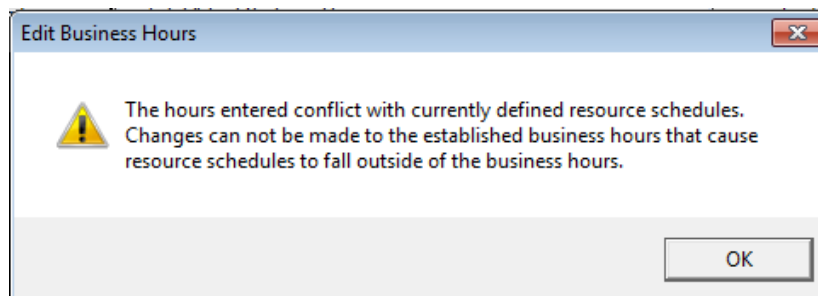 Edit Business Hours
The hours entered conflict with currently defined resource schedules.
Changes can not be made to the established business hours that cause
resource schedules to fall outside of the business hours.
OK